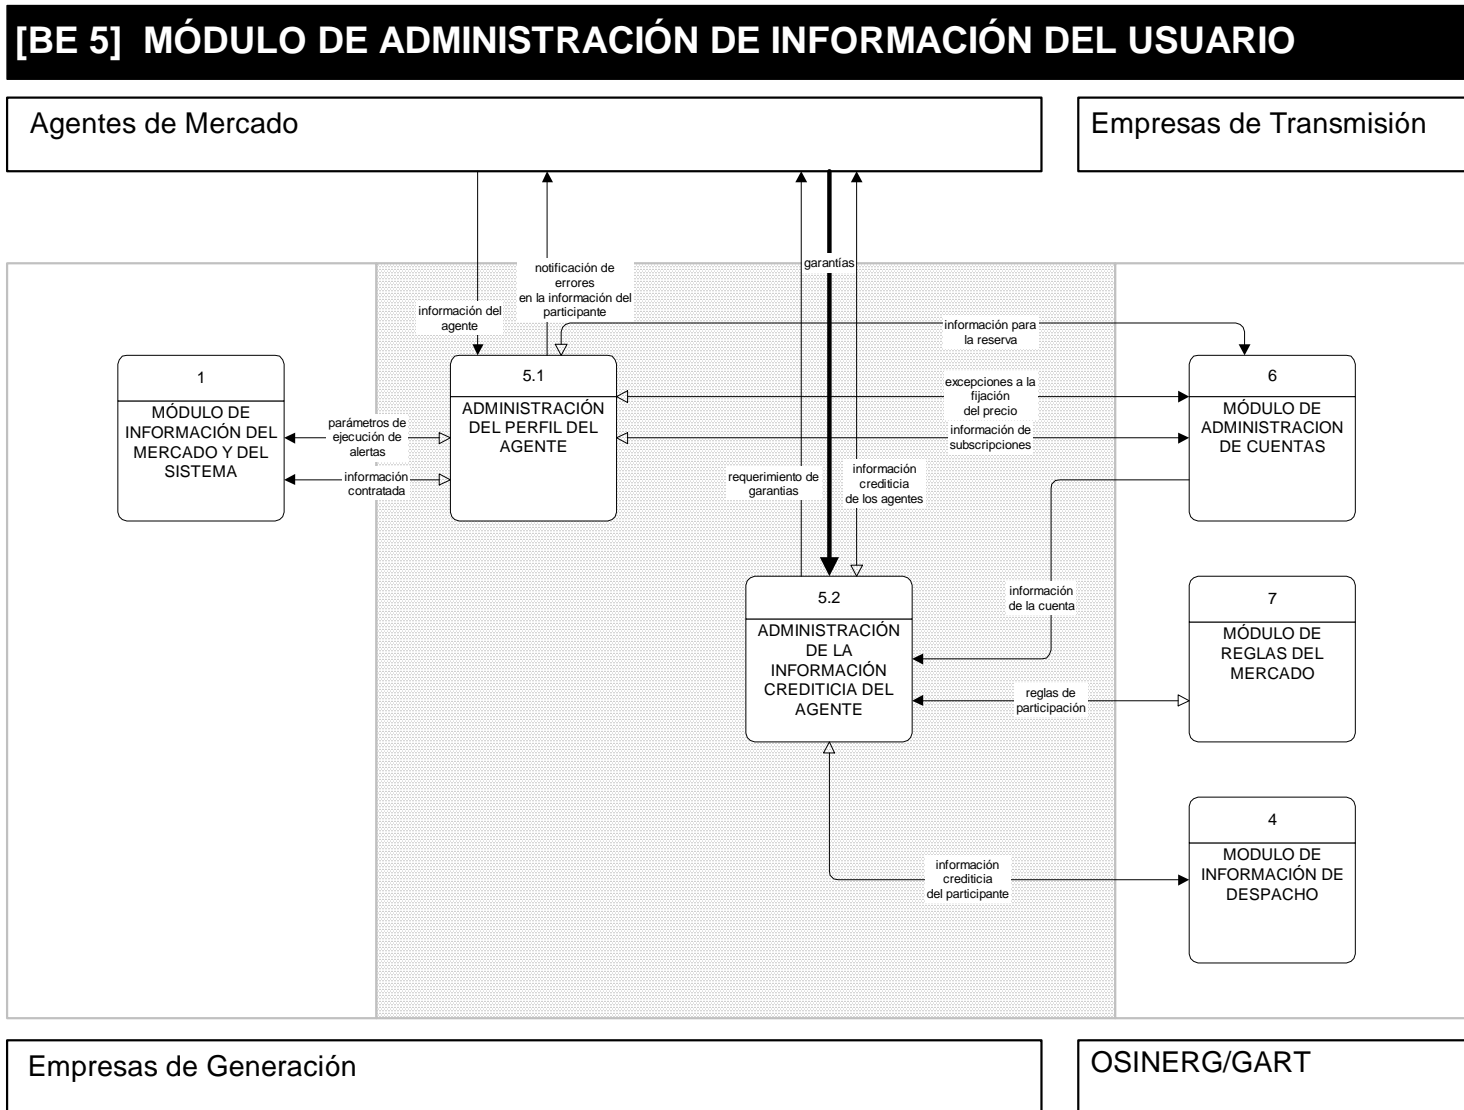 [BE 5] MÓDULO DE ADMINISTRACIÓN DE INFORMACIÓN DEL USUARIO
Agentes de Mercado
Empresas de Transmisión
garantías
notificación de
errores
en la información del
participante
información del
agente
información para
la reserva
1
MÓDULO DE
INFORMACIÓN DEL
MERCADO Y DEL
SISTEMA
parámetros de
ejecución de
alertas
información
contratada
5.1
ADMINISTRACIÓN
DEL PERFIL DEL
AGENTE
excepciones a la
fijación
del precio
información de
subscripciones
6
MÓDULO DE
ADMINISTRACION
DE CUENTAS
requerimiento de
garantías
información
crediticia
de los agentes
5.2
ADMINISTRACIÓN
DE LA
INFORMACIÓN
CREDITICIA DEL
AGENTE
información
de la cuenta
7
MÓDULO DE
REGLAS DEL
MERCADO
reglas de
participación
4
MODULO DE
INFORMACIÓN DE
DESPACHO
información
crediticia
del participante
Empresas de Generación
OSINERG/GART